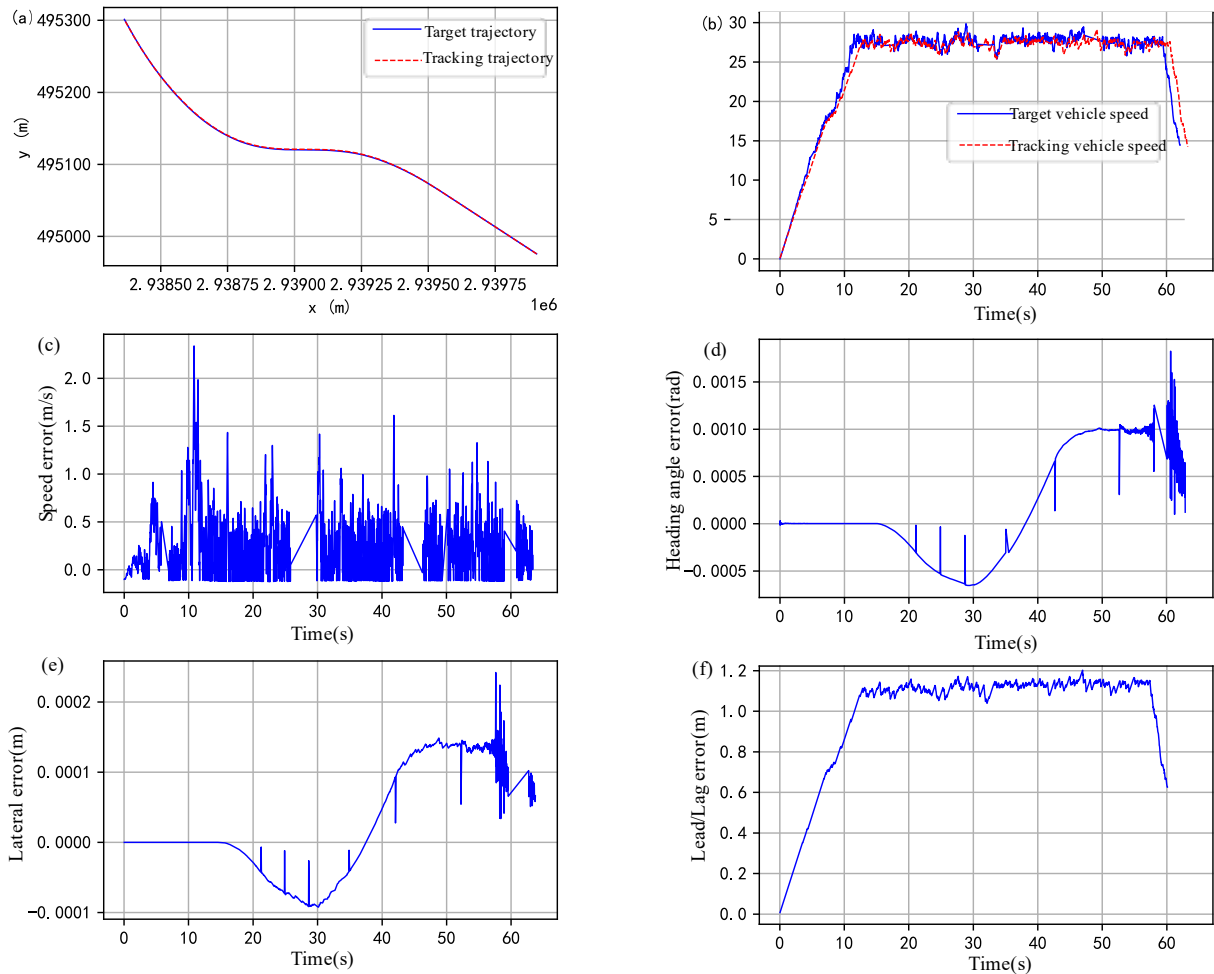 (a)
495300
495200
495100
495000
y (m)
Target trajectory
Tracking trajectory
2.93850 2.93875 2.93900 2.93925 2.93950 2.93975
1e6
x (m)
(b)
30
25
20
15
10
5
0
Target vehicle speed
Tracking vehicle speed
0 10 20 30 40 50 60
Time(s)
(c)
2.0
1.5
1.0
0.5
0.0
Speed error(m/s)
0 10 20 30 40 50 60
Time(s)
(d)
0.0015
0.0010
0.0005
0.0000
−0.0005
Heading angle error(rad)
0 10 20 30 40 50 60
Time(s)
(e)
0.0002
0.0001
0.0000
−0.0001
Lateral error(m)
0 10 20 30 40 50 60
Time(s)
(f)
1.2
1.0
0.8
0.6
0.4
0.2
0.0
Lead/Lag error(m)
0 10 20 30 40 50 60
Time(s)